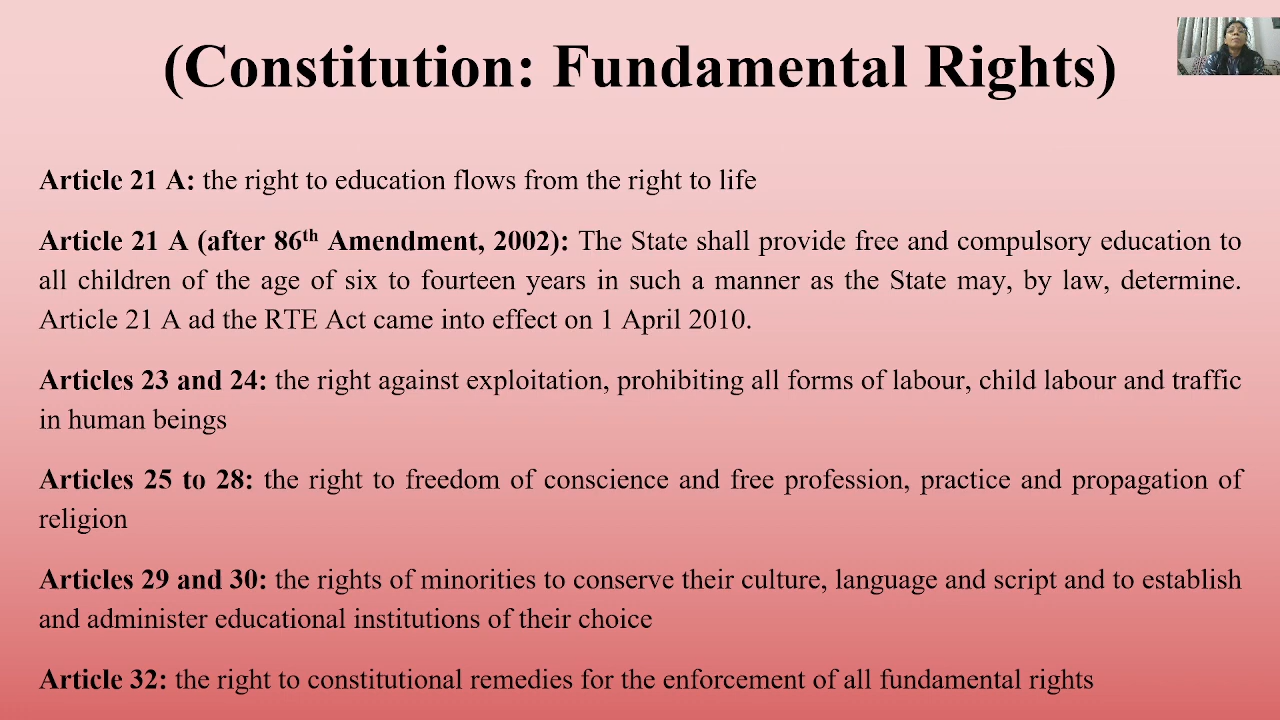 (Constitution: Fundamental Rights)
Article 21 A: the right to education flows from the right to life
Article 21 A (after 86th Amendment, 2002): The State shall provide free and compulsory education to
all children of the age of six to fourteen years in such a manner as the State may, by law, determine.
Article 21 A ad the RTE Act came into effect on 1 April 2010.
Articles 23 and 24: the right against exploitation, prohibiting all forms of labour, child labour and traffic
in human beings
Articles 25 to 28: the right to freedom of conscience and free profession, practice and propagation of
religion
Articles 29 and 30: the rights of minorities to conserve their culture, language and script and to establish
and administer educational institutions of their choice
Article 32: the right to constitutional remedies for the enforcement of all fundamental rights